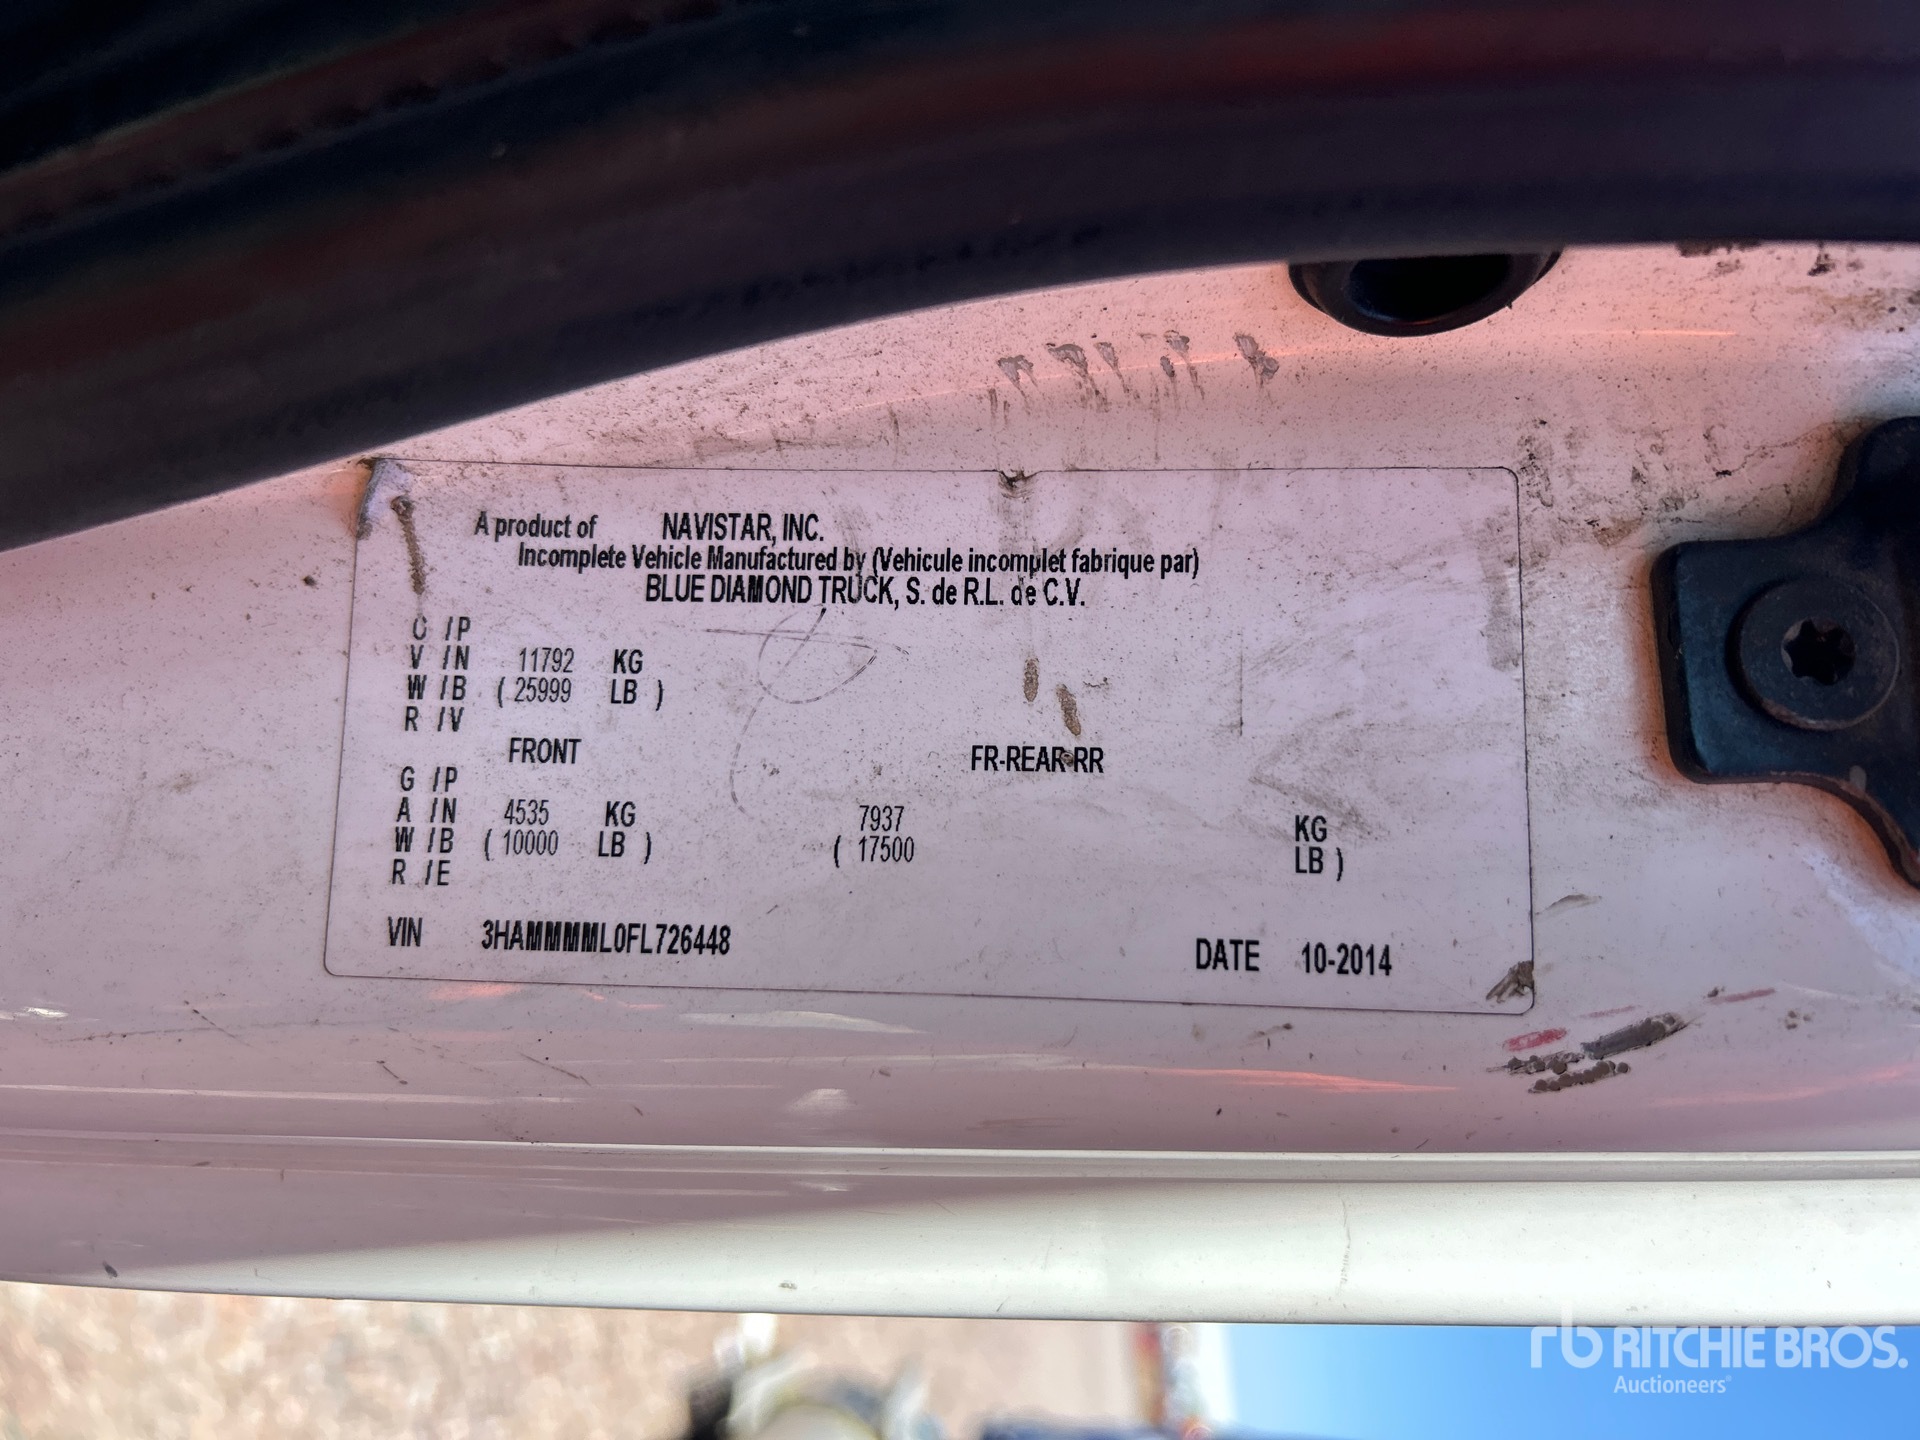 A product of NAVISTAR, INC.
Incomplete Vehicle Manufactured by (Vehicule incomplet fabrique par)
BLUE DIAMOND TRUCK, S. de R.L. de C.V.
G /P
V /N 11792 KG
W /B ( 25999 LB )
R /V
FRONT FR-REAR-RR
G /P
A /N 4535 KG 7937 KG
W /B ( 10000 LB ) ( 17500 LB )
R /E
VIN 3HAMMMML0FL726448 DATE 10-2014
rb RITCHIE BROS.
Auctioneers